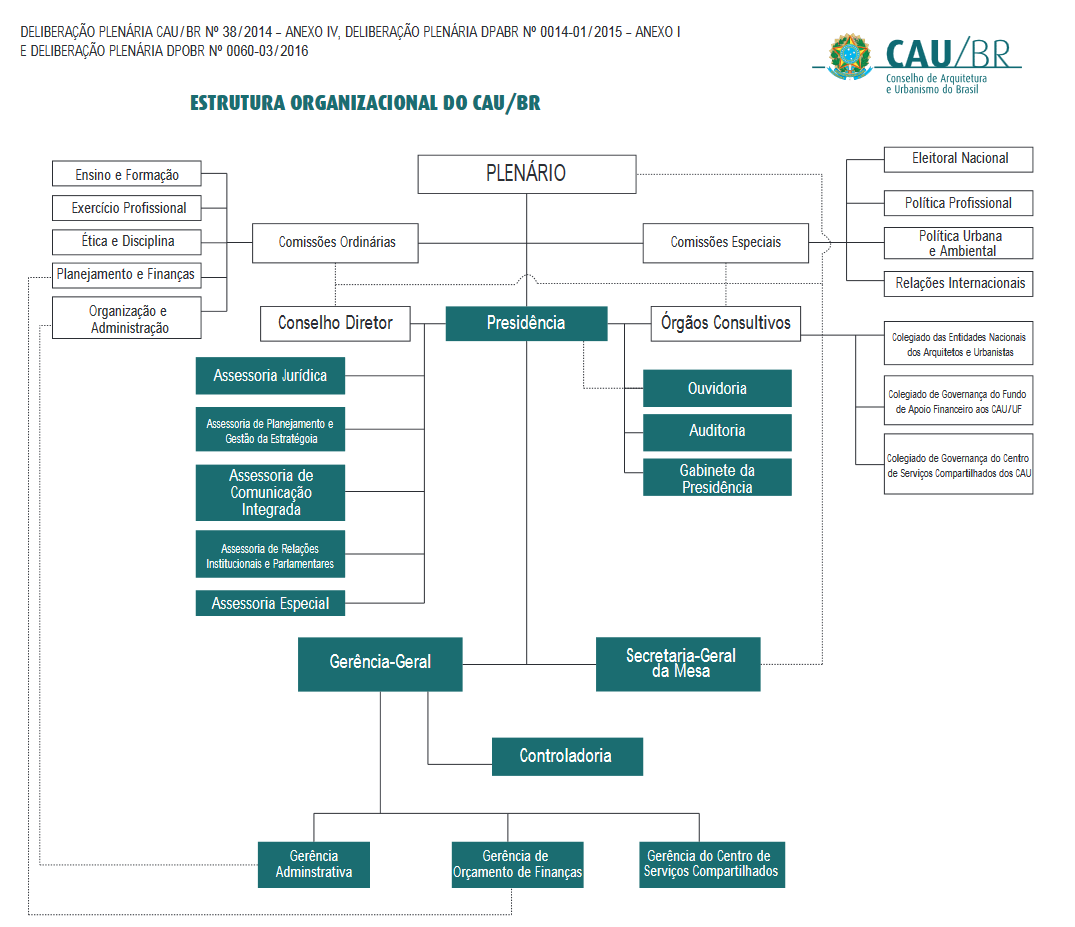 DELIBERAÇÃO PLENÁRIA CAU/BR Nº 38/2014 – ANEXO IV, DELIBERAÇÃO PLENÁRIA DPABR Nº 0014-01/2015 – ANEXO I
E DELIBERAÇÃO PLENÁRIA DPOBR Nº 0060-03/2016
CAU/BR
Conselho de Arquitetura
e Urbanismo do Brasil
ESTRUTURA ORGANIZACIONAL DO CAU/BR
PLENÁRIO
Ensino e Formação
Exercício Profissional
Ética e Disciplina
Planejamento e Finanças
Organização e
Administração
Comissões Ordinárias
Comissões Especiais
Eleitoral Nacional
Política Profissional
Política Urbana
e Ambiental
Relações Internacionais
Conselho Diretor
Presidência
Órgãos Consultivos
Colegiado das Entidades Nacionais
dos Arquitetos e Urbanistas
Colegiado de Governança do Fundo
de Apoio Financeiro aos CAU/UF
Colegiado de Governança do Centro
de Serviços Compartilhados dos CAU
Assessoria Jurídica
Assessoria de Planejamento e
Gestão da Estratégoia
Assessoria de
Comunicação
Integrada
Assessoria de Relações
Institucionais e Parlamentares
Assessoria Especial
Ouvidoria
Auditoria
Gabinete da
Presidência
Gerência-Geral
Secretaria-Geral
da Mesa
Controladoria
Gerência
Adminstrativa
Gerência de
Orçamento de Finanças
Gerência do Centro de
Serviços Compartilhados